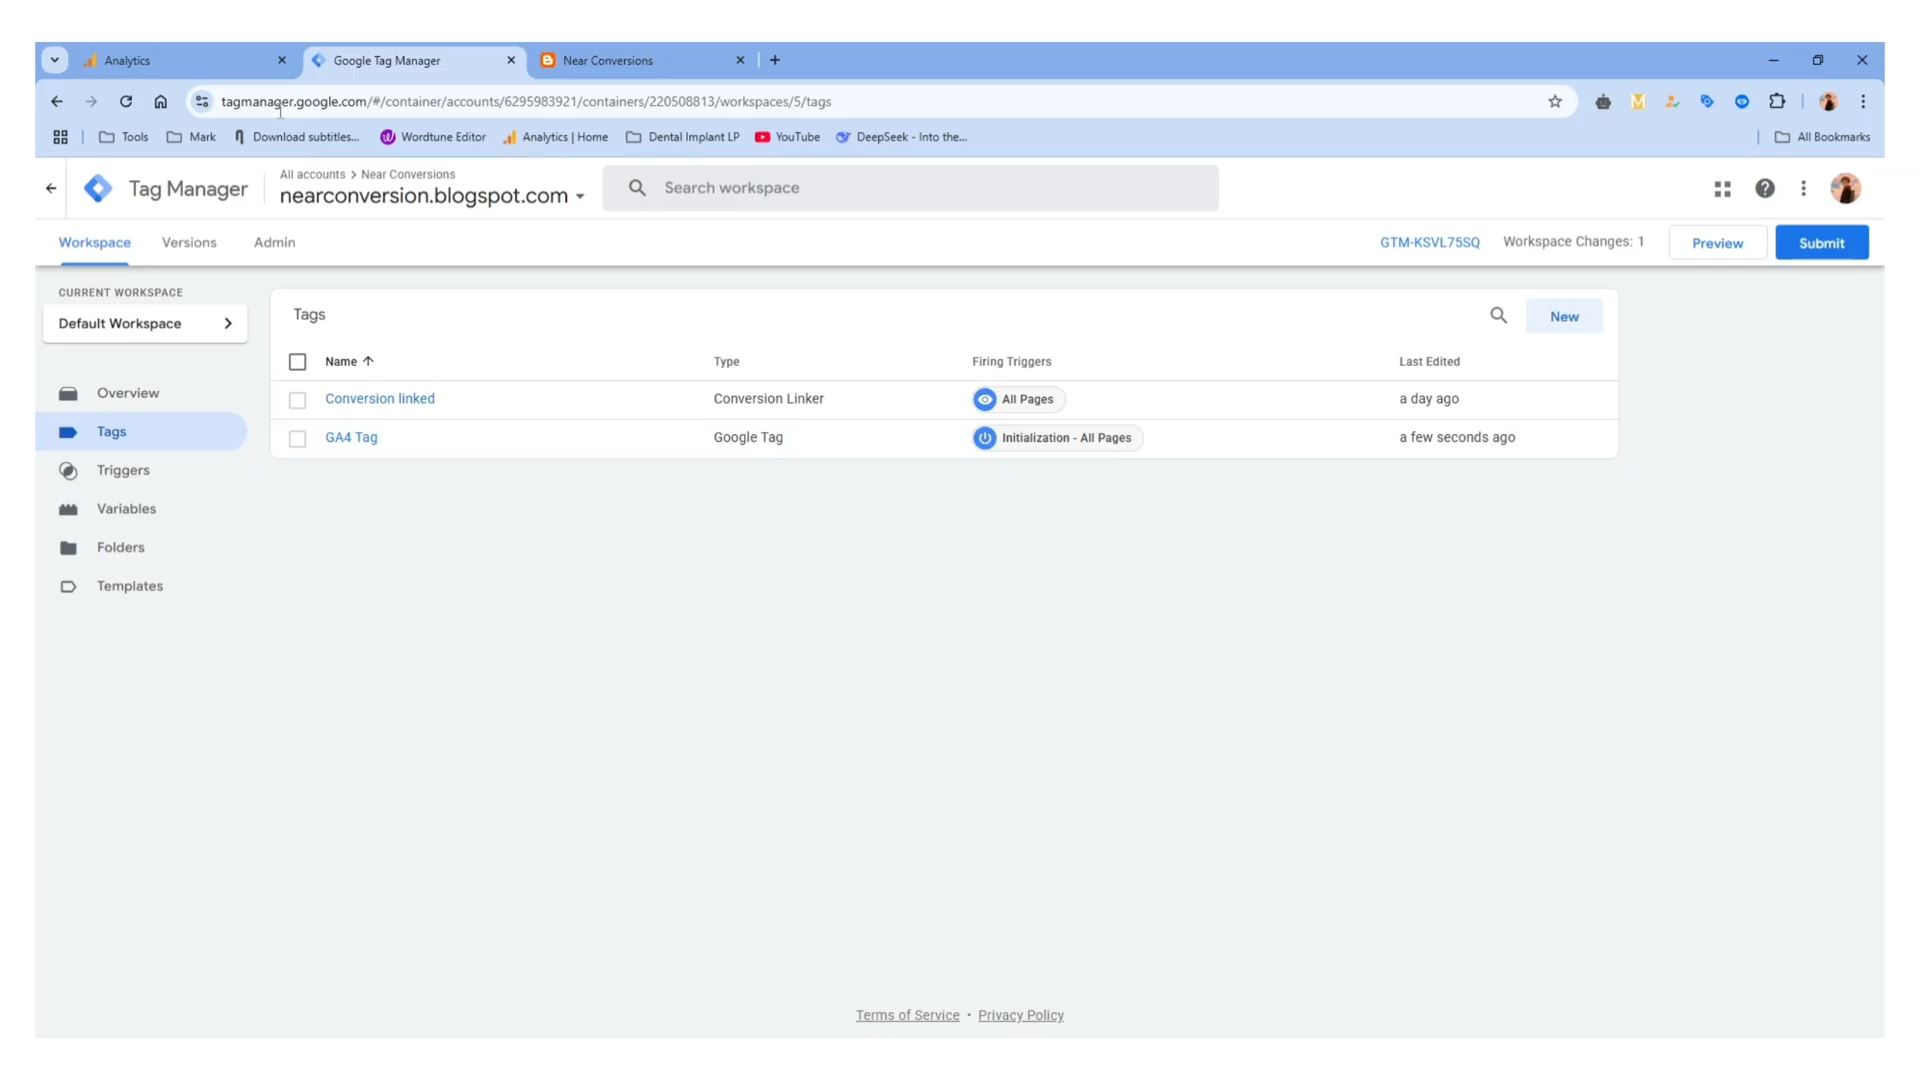 Analytics
Google Tag Manager
Near Conversions
tagmanager.google.com/#/container/accounts/6295983921/containers/220508813/workspaces/5/tags
Tools
Mark
Download subtitles...
Wordtune Editor
Analytics | Home
Dental Implant LP
YouTube
DeepSeek - Into the...
All Bookmarks
Tag Manager
All accounts > Near Conversions
nearconversion.blogspot.com
Search workspace
Workspace
Versions
Admin
GTM-KSVL75SQ
Workspace Changes: 1
Preview
Submit
CURRENT WORKSPACE
Default Workspace
Overview
Tags
Triggers
Variables
Folders
Templates
Tags
New
Name
Type
Firing Triggers
Last Edited
Conversion linked
Conversion Linker
All Pages
a day ago
GA4 Tag
Google Tag
Initialization - All Pages
a few seconds ago
Terms of Service • Privacy Policy